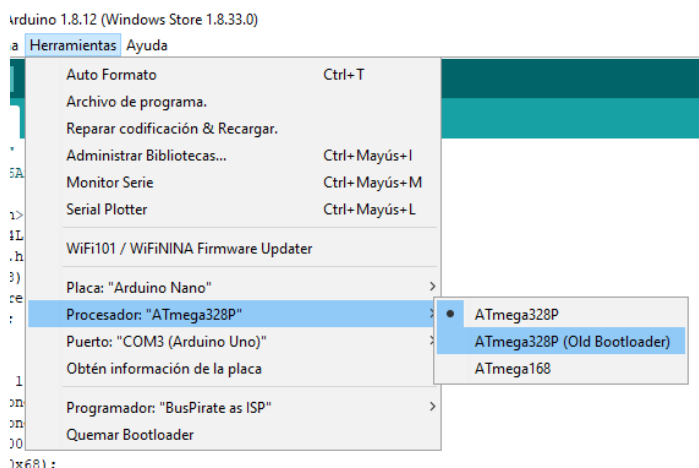 Arduino 1.8.12 (Windows Store 1.8.33.0)
Herramientas Ayuda
Auto Formato Ctrl+T
Archivo de programa.
Reparar codificación & Recargar.
Administrar Bibliotecas... Ctrl+Mayús+I
Monitor Serie Ctrl+Mayús+M
Serial Plotter Ctrl+Mayús+L
WiFi101 / WiFiNINA Firmware Updater
Placa: "Arduino Nano"
Procesador: "ATmega328P"
ATmega328P
Puerto: "COM3 (Arduino Uno)"
ATmega328P (Old Bootloader)
Obtén información de la placa
ATmega168
Programador: "BusPirate as ISP"
Quemar Bootloader
0x68);